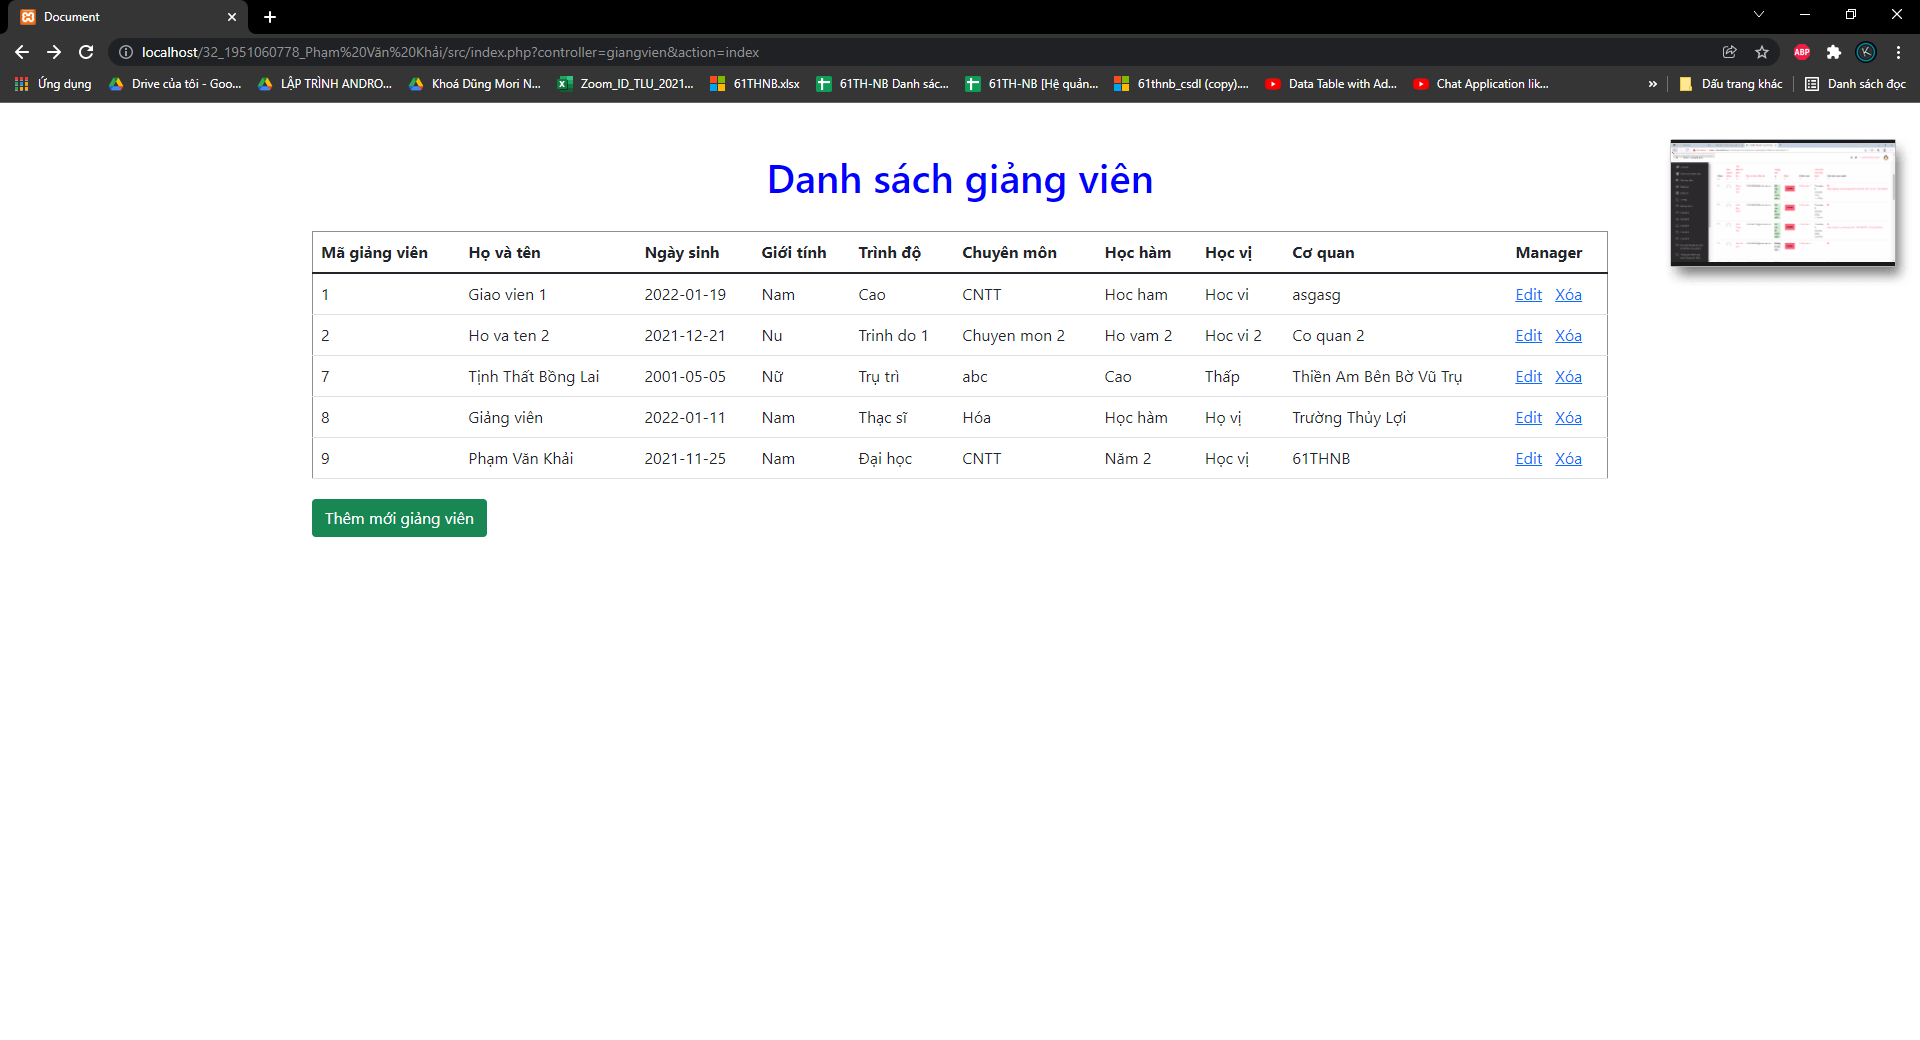 Document
localhost/32_1951060778_Phạm%20Văn%20Khải/src/index.php?controller=giangvien&action=index
ABP
K
Ứng dụng Drive của tôi - Goo... LẬP TRÌNH ANDRO... Khoá Dũng Mori N... Zoom_ID_TLU_2021... 61THNB.xlsx 61TH-NB Danh sác... 61TH-NB [Hệ quản... 61thnb_csdl (copy).... Data Table with Ad... Chat Application lik... » Dấu trang khác Danh sách đọc
Danh sách giảng viên
Mã giảng viên Họ và tên Ngày sinh Giới tính Trình độ Chuyên môn Học hàm Học vị Cơ quan Manager
1 Giao vien 1 2022-01-19 Nam Cao CNTT Hoc ham Hoc vi asgasg Edit Xóa
2 Ho va ten 2 2021-12-21 Nu Trinh do 1 Chuyen mon 2 Ho vam 2 Hoc vi 2 Co quan 2 Edit Xóa
7 Tịnh Thất Bồng Lai 2001-05-05 Nữ Trụ trì abc Cao Thấp Thiền Am Bên Bờ Vũ Trụ Edit Xóa
8 Giảng viên 2022-01-11 Nam Thạc sĩ Hóa Học hàm Họ vị Trường Thủy Lợi Edit Xóa
9 Phạm Văn Khải 2021-11-25 Nam Đại học CNTT Năm 2 Học vị 61THNB Edit Xóa
Thêm mới giảng viên